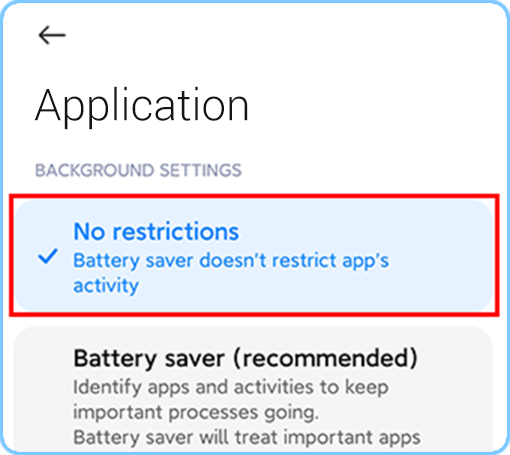 Application
BACKGROUND SETTINGS
No restrictions
Battery saver doesn't restrict app's
activity
Battery saver (recommended)
Identify apps and activities to keep
important processes going.
Battery saver will treat important apps